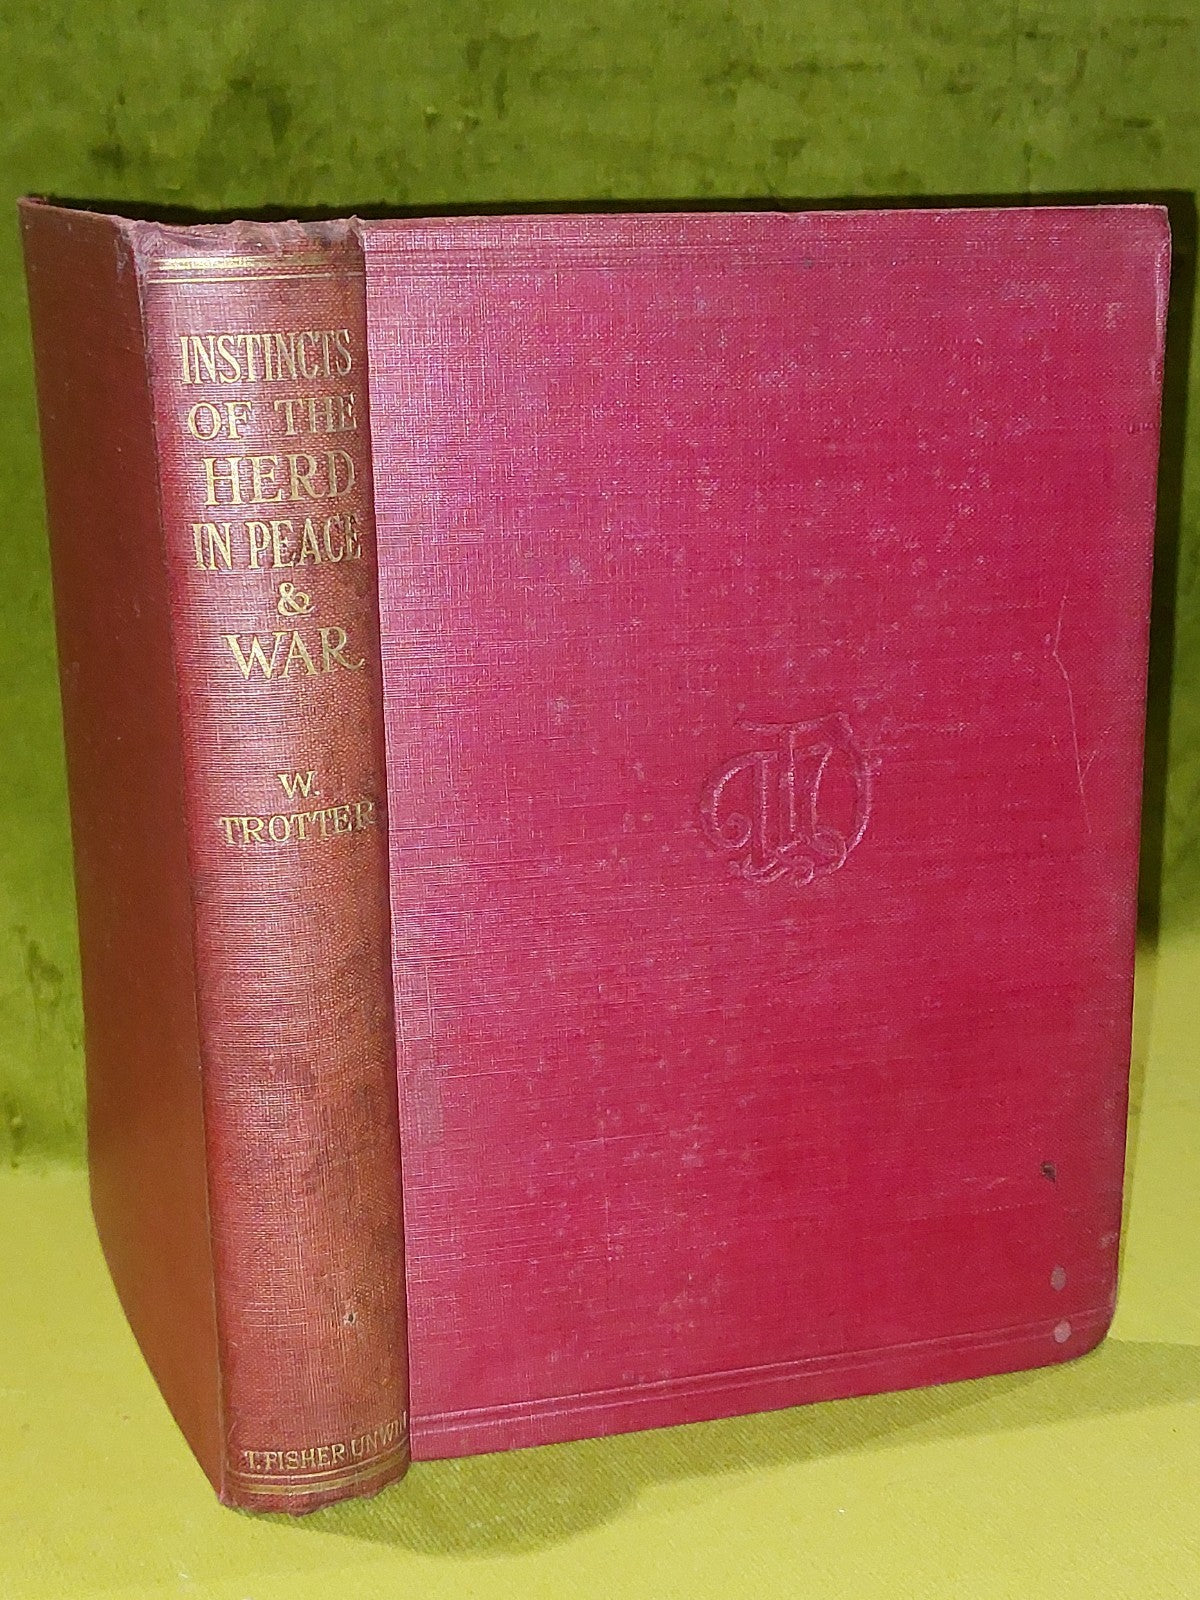 INSTINCTS
OF THE
HERD
IN PEACE
&
WAR
W.
TROTTER
T. FISHER UNWIN